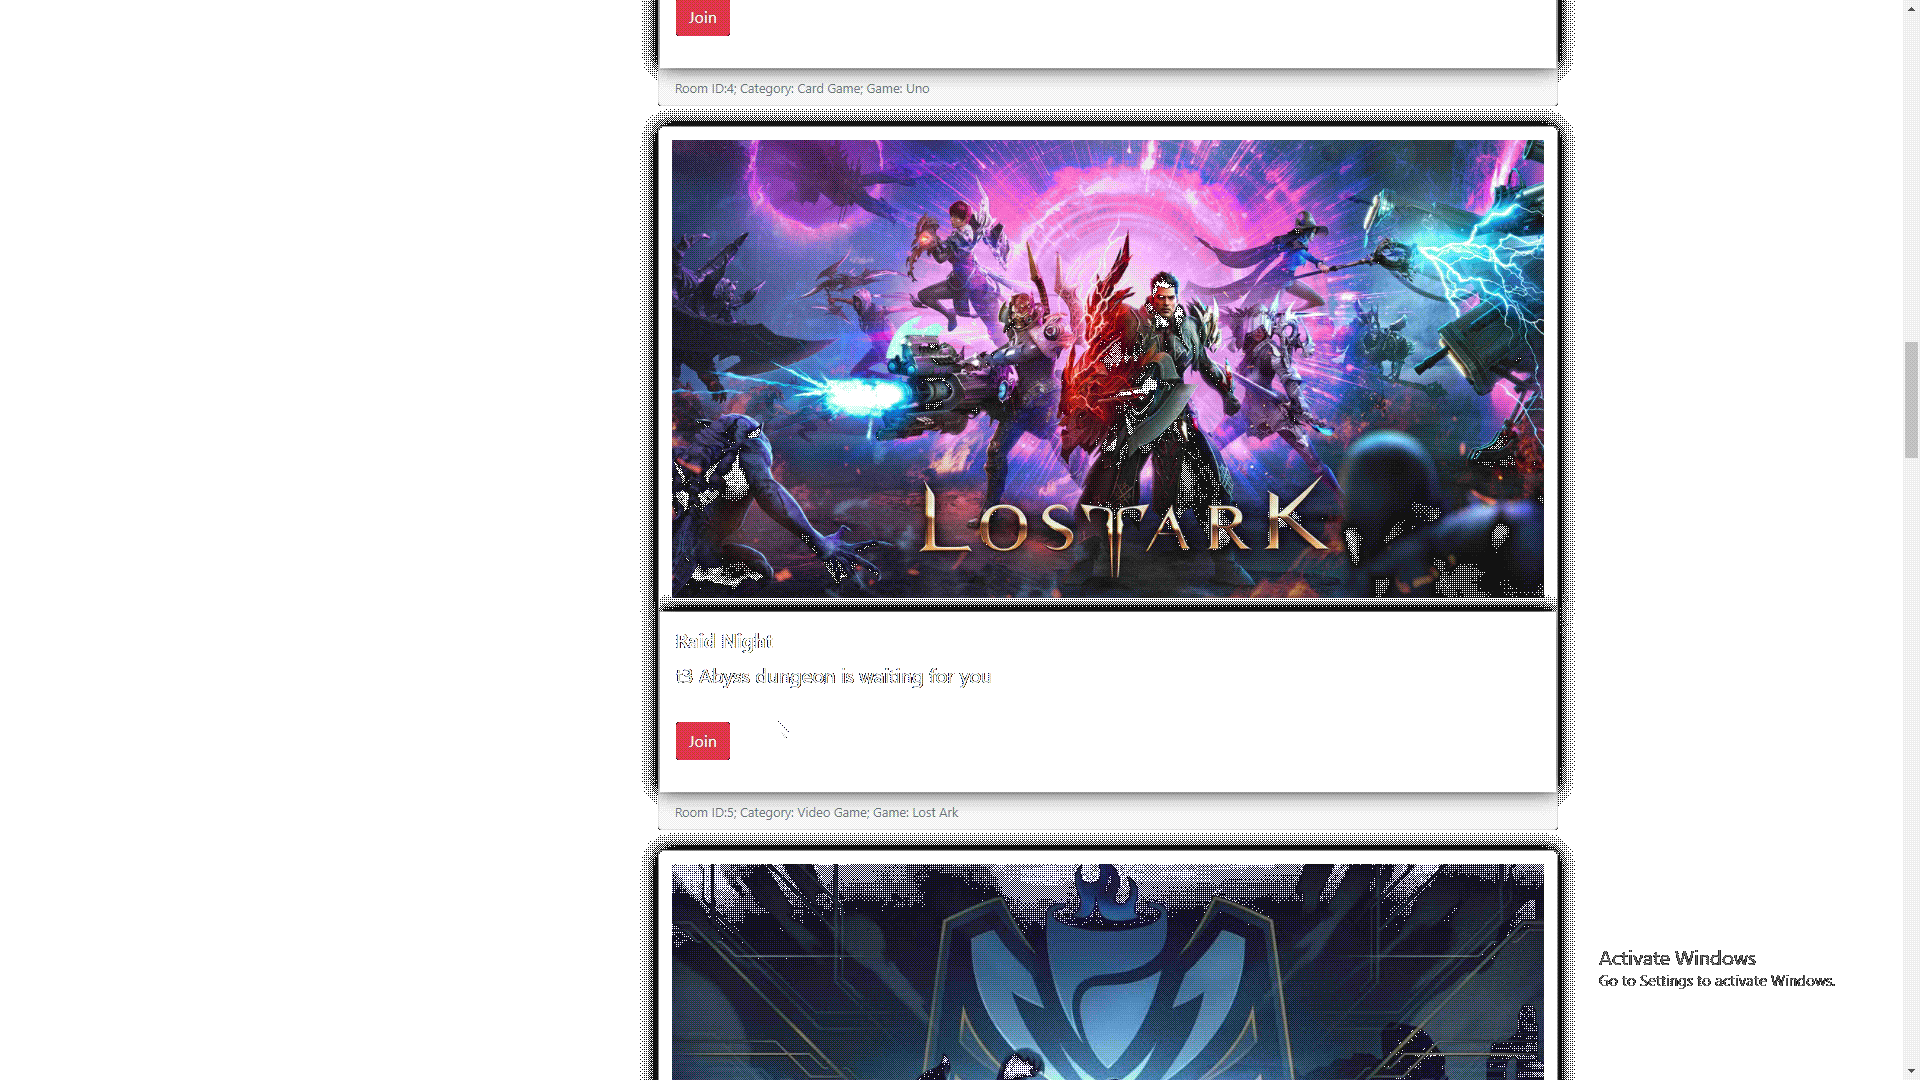 Join
Room ID:4; Category: Card Game; Game: Uno
LOST ARK
Raid Night
t3 Abyss dungeon is waiting for you
Join
Room ID:5; Category: Video Game; Game: Lost Ark
Activate Windows
Go to Settings to activate Windows.